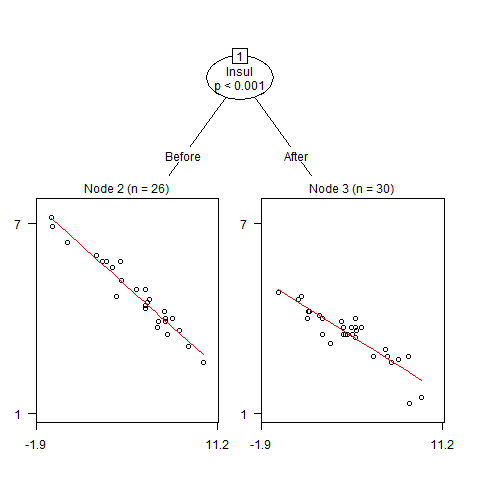 1
Insul
p < 0.001
Before
After
Node 2 (n = 26)
Node 3 (n = 30)
7
7
1
1
-1.9
11.2
-1.9
11.2